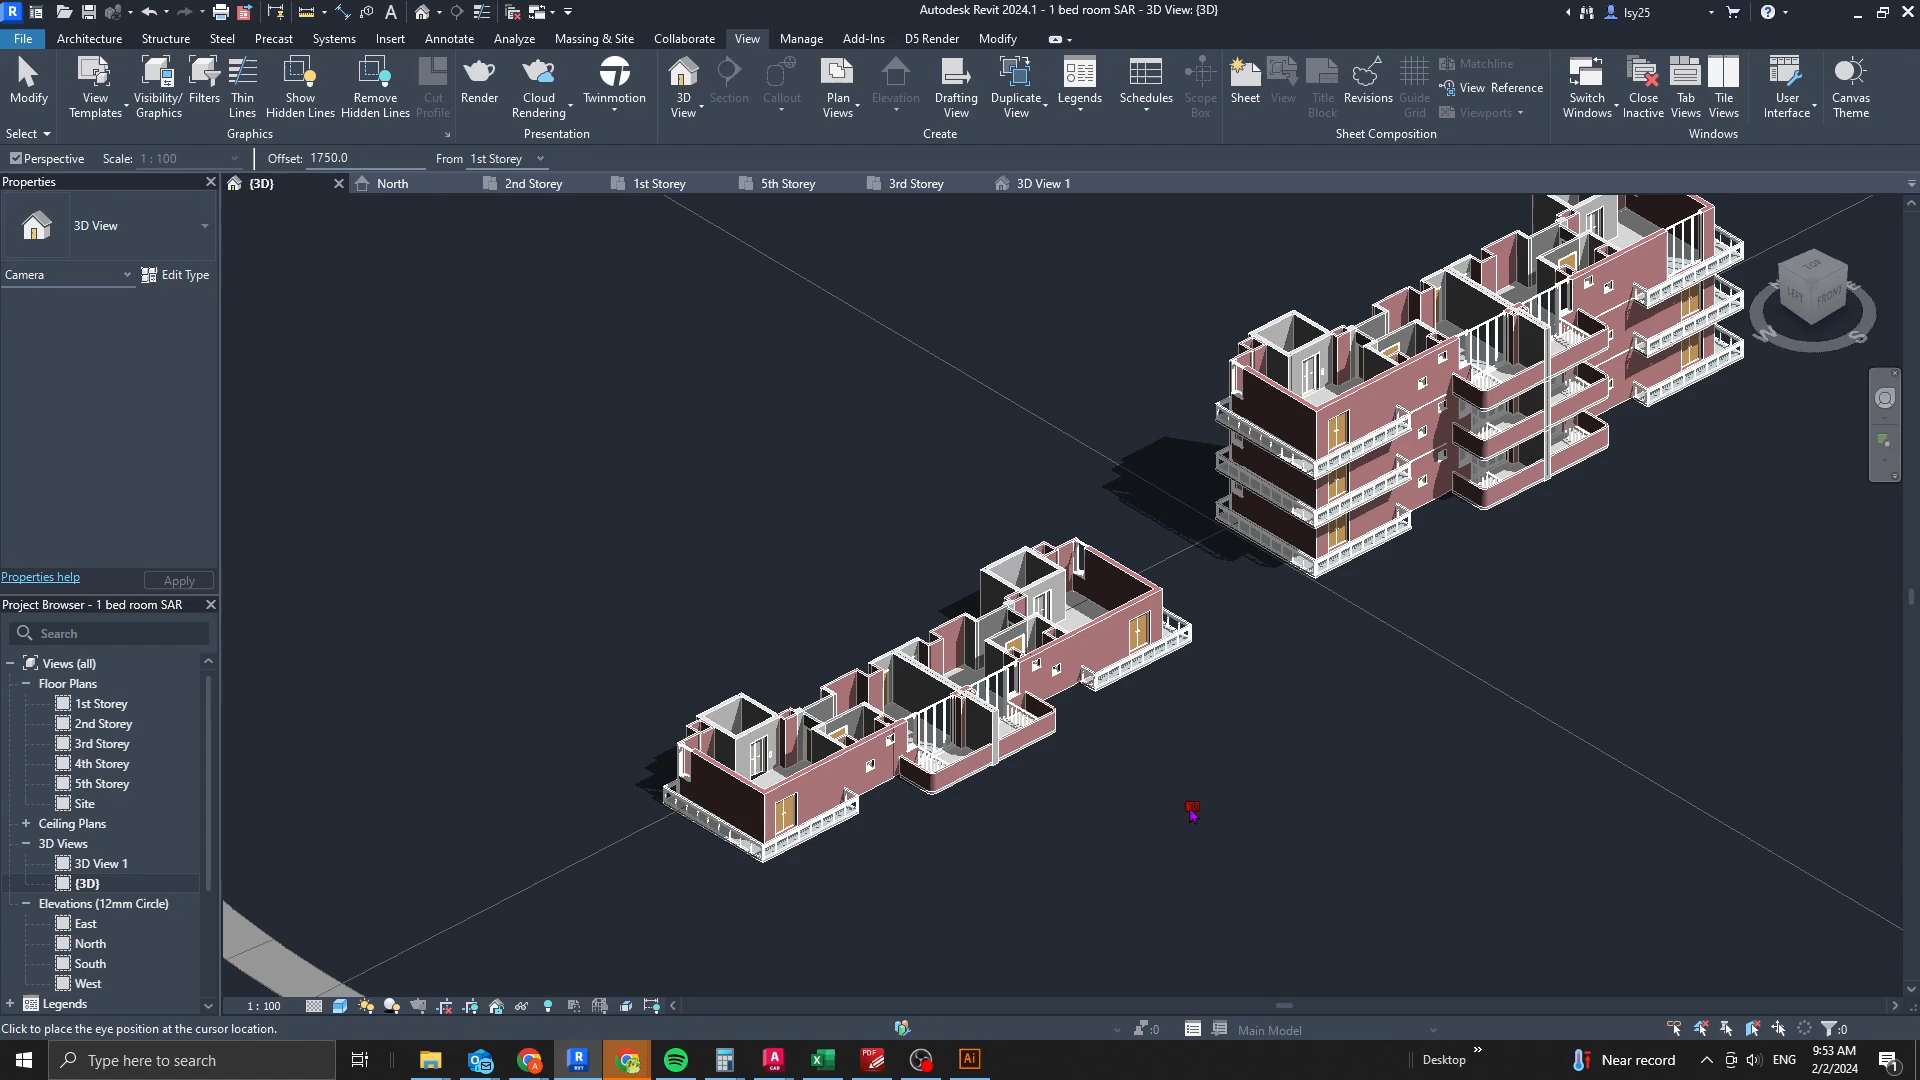 Autodesk Revit 2024.1 - 1 bed room SAR - 3D View: {3D}
lsy25
File Architecture Structure Steel Precast Systems Insert Annotate Analyze Massing & Site Collaborate View Manage Add-Ins D5 Render Modify
Modify
View Templates
Visibility/ Graphics
Filters
Thin Lines
Show Hidden Lines
Remove Hidden Lines
Cut Profile
Render
Cloud Rendering
Twinmotion
3D View
Section
Callout
Plan Views
Elevation
Drafting View
Duplicate View
Legends
Schedules
Scope Box
Sheet
View
Title Block
Revisions
Guide Grid
Matchline
View Reference
Viewports
Switch Windows
Close Inactive
Tab Views
Tile Views
User Interface
Canvas Theme
Select Graphics Presentation Create Sheet Composition Windows
Perspective Scale: 1 : 100 Offset: 1750.0 From 1st Storey
Properties
{3D} North 2nd Storey 1st Storey 5th Storey 3rd Storey 3D View 1
3D View
Camera Edit Type
TOP
LEFT FRONT
W S
Properties help Apply
Project Browser - 1 bed room SAR
Search
Views (all)
Floor Plans
1st Storey
2nd Storey
3rd Storey
4th Storey
5th Storey
Site
Ceiling Plans
3D Views
3D View 1
{3D}
Elevations (12mm Circle)
East
North
South
West
Legends
1 : 100
Click to place the eye position at the cursor location.
:0
Main Model
:0
Type here to search
Desktop
Near record
ENG
9:53 AM
2/2/2024